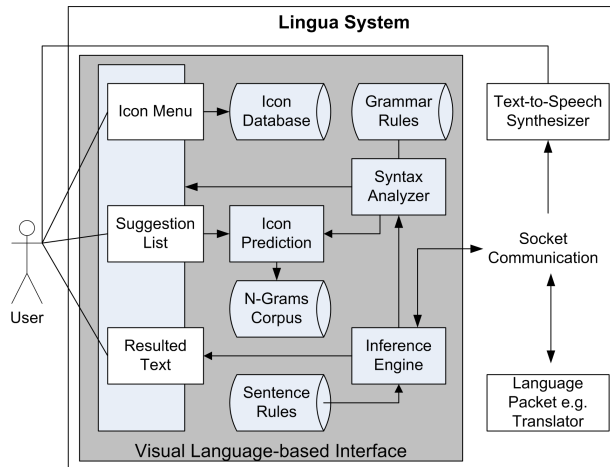 Lingua System
Icon Menu
Icon
Database
Grammar
Rules
Text-to-Speech
Synthesizer
Syntax
Analyzer
Suggestion
List
Icon
Prediction
Socket
Communication
User
N-Grams
Corpus
Resulted
Text
Inference
Engine
Sentence
Rules
Language
Packet e.g.
Translator
Visual Language-based Interface